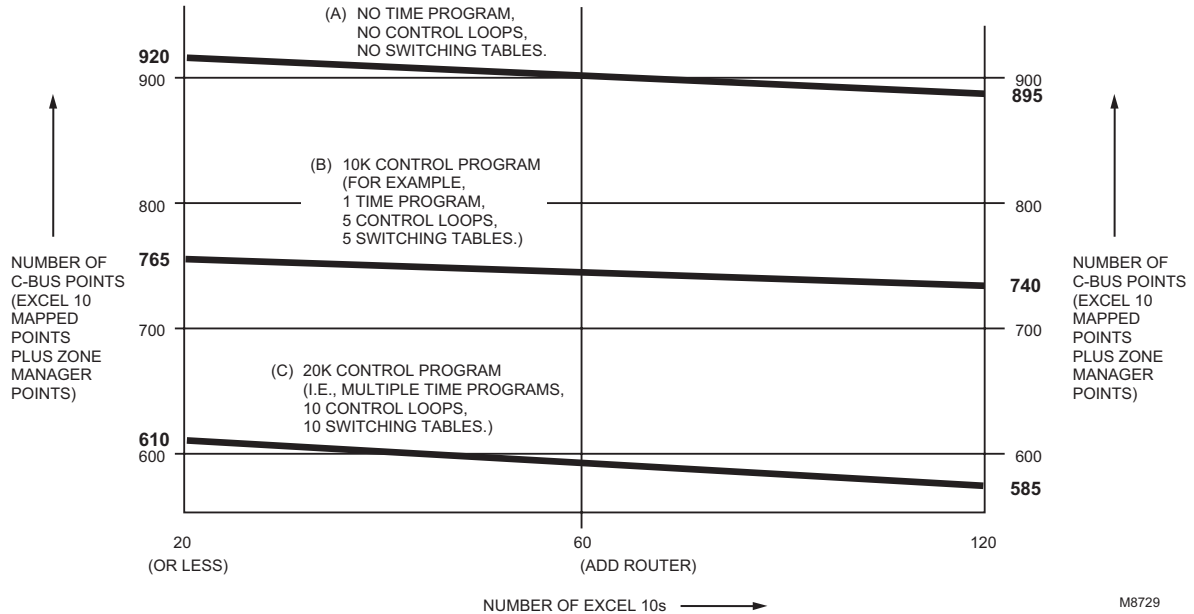 (A) NO TIME PROGRAM,
NO CONTROL LOOPS,
NO SWITCHING TABLES.
920
900
900
895
(B) 10K CONTROL PROGRAM
(FOR EXAMPLE,
1 TIME PROGRAM,
5 CONTROL LOOPS,
5 SWITCHING TABLES.)
800
800
NUMBER OF
C-BUS POINTS
(EXCEL 10
MAPPED
POINTS
PLUS ZONE
MANAGER
POINTS)
765
740
NUMBER OF
C-BUS POINTS
(EXCEL 10
MAPPED
POINTS
PLUS ZONE
MANAGER
POINTS)
700
700
(C) 20K CONTROL PROGRAM
(I.E., MULTIPLE TIME PROGRAMS,
10 CONTROL LOOPS,
10 SWITCHING TABLES.)
610
600
600
585
20
(OR LESS)
60
(ADD ROUTER)
120
NUMBER OF EXCEL 10s
M8729